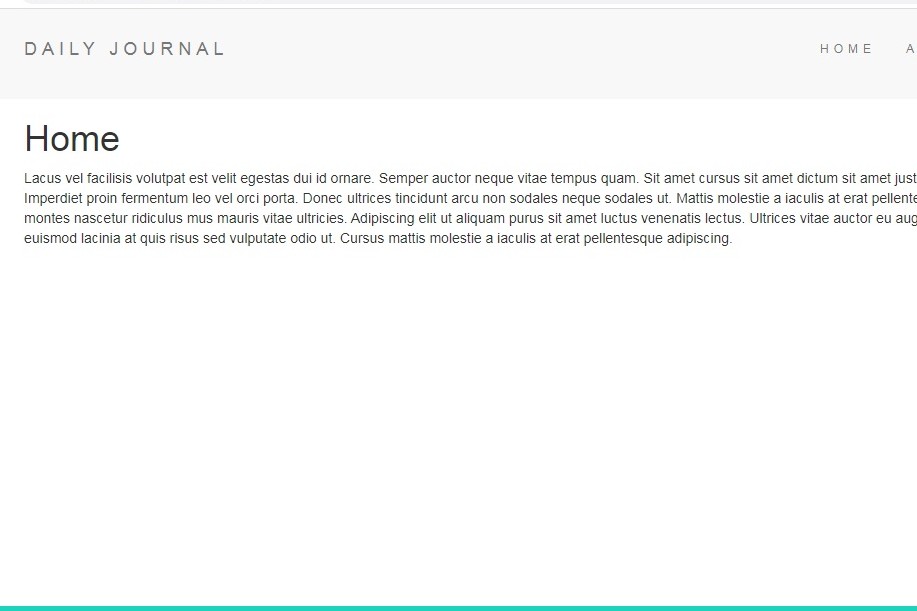 DAILY JOURNAL
HOME
A
Home
Lacus vel facilisis volutpat est velit egestas dui id ornare. Semper auctor neque vitae tempus quam. Sit amet cursus sit amet dictum sit amet just
Imperdiet proin fermentum leo vel orci porta. Donec ultrices tincidunt arcu non sodales neque sodales ut. Mattis molestie a iaculis at erat pellente
montes nascetur ridiculus mus mauris vitae ultricies. Adipiscing elit ut aliquam purus sit amet luctus venenatis lectus. Ultrices vitae auctor eu aug
euismod lacinia at quis risus sed vulputate odio ut. Cursus mattis molestie a iaculis at erat pellentesque adipiscing.